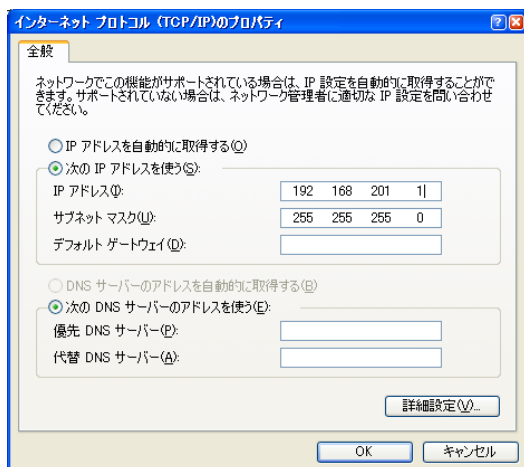 インターネット プロトコル (TCP/IP)のプロパティ
全般
ネットワークでこの機能がサポートされている場合は、IP 設定を自動的に取得することがで
きます。サポートされていない場合は、ネットワーク管理者に適切な IP 設定を問い合わせ
てください。
IP アドレスを自動的に取得する(O)
次の IP アドレスを使う(S):
IP アドレス(I): 192 168 201 1
サブネット マスク(U): 255 255 255 0
デフォルト ゲートウェイ(D):
DNS サーバーのアドレスを自動的に取得する(B)
次の DNS サーバーのアドレスを使う(E):
優先 DNS サーバー(P):
代替 DNS サーバー(A):
詳細設定(V)...
OK キャンセル